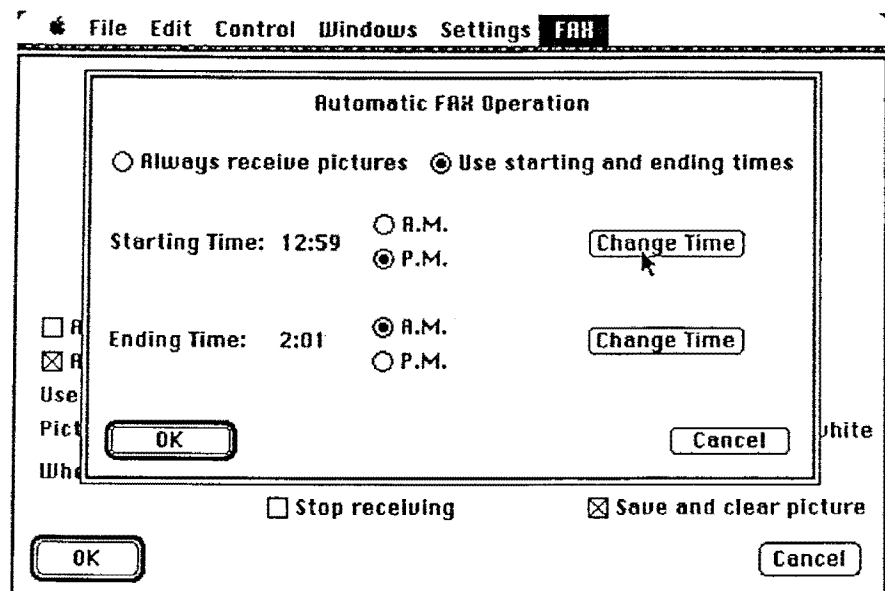 File Edit Control Windows Settings FAX
Automatic FAX Operation
Always receive pictures Use starting and ending times
Starting Time: 12:59 A.M. P.M. Change Time
Ending Time: 2:01 A.M. P.M. Change Time
OK Cancel
Use
Pict
Whe
hite
Stop receiving Save and clear picture
OK Cancel